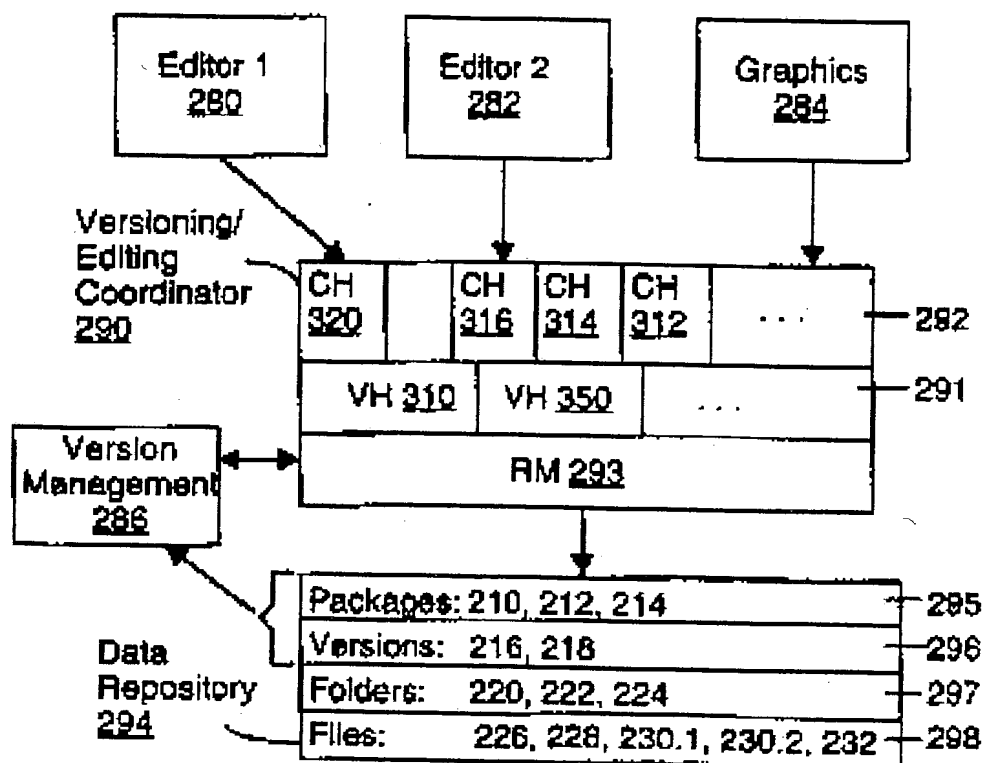 Editor 1
280
Editor 2
282
Graphics
284
Versioning/
Editing
Coordinator
290
CH
320
CH
316
CH
314
CH
312
. . .
292
VH 310
VH 350
. . .
291
RM 293
Version
Management
286
Packages: 210, 212, 214
295
Versions: 216, 218
296
Folders: 220, 222, 224
297
Files: 226, 228, 230.1, 230.2, 232
298
Data
Repository
294